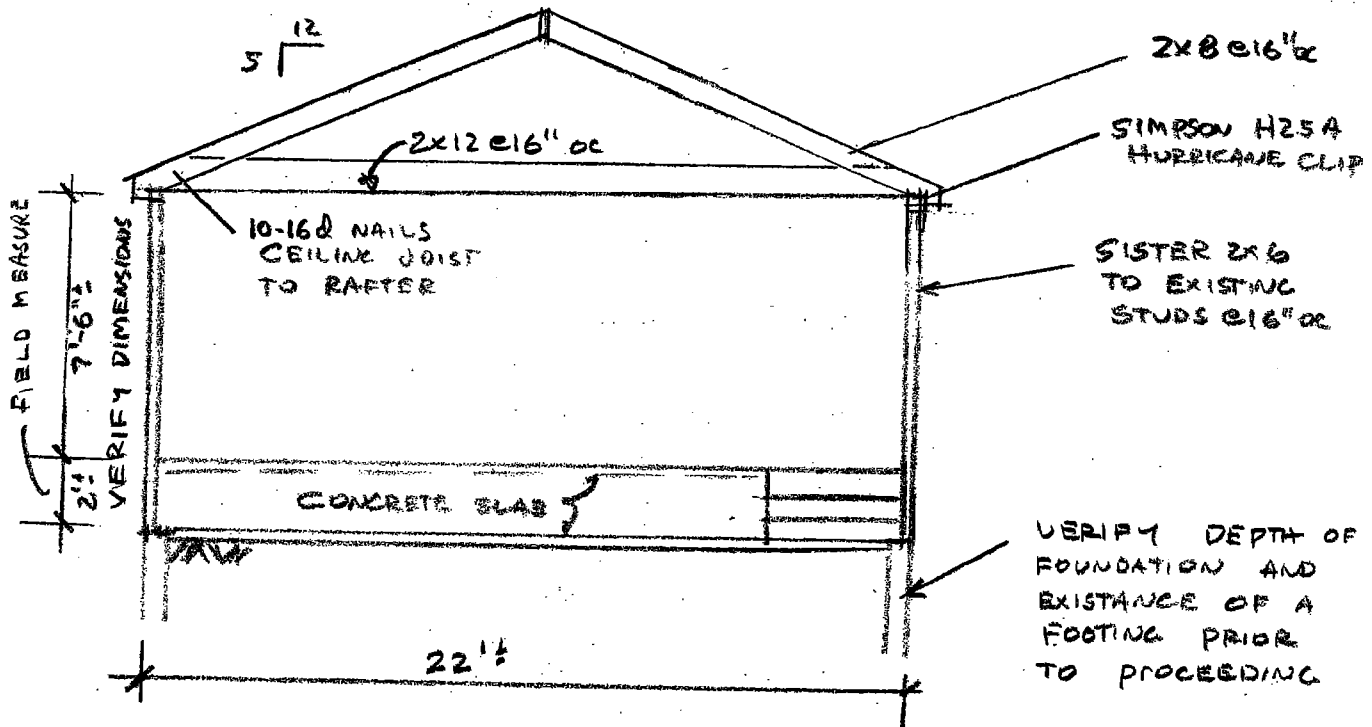 12
5
2x8 @16"oc
SIMPSON H2.5A
HURRICANE CLIP
2x12 @16" oc
10-16d NAILS
CEILING JOIST
TO RAFTER
SISTER 2x6
TO EXISTING
STUDS @16" oc
FIELD MEASURE
7'-6"±
2'±
VERIFY DIMENSIONS
CONCRETE SLAB
VERIFY DEPTH OF
FOUNDATION AND
EXISTANCE OF A
FOOTING PRIOR
TO PROCEEDING
22'±